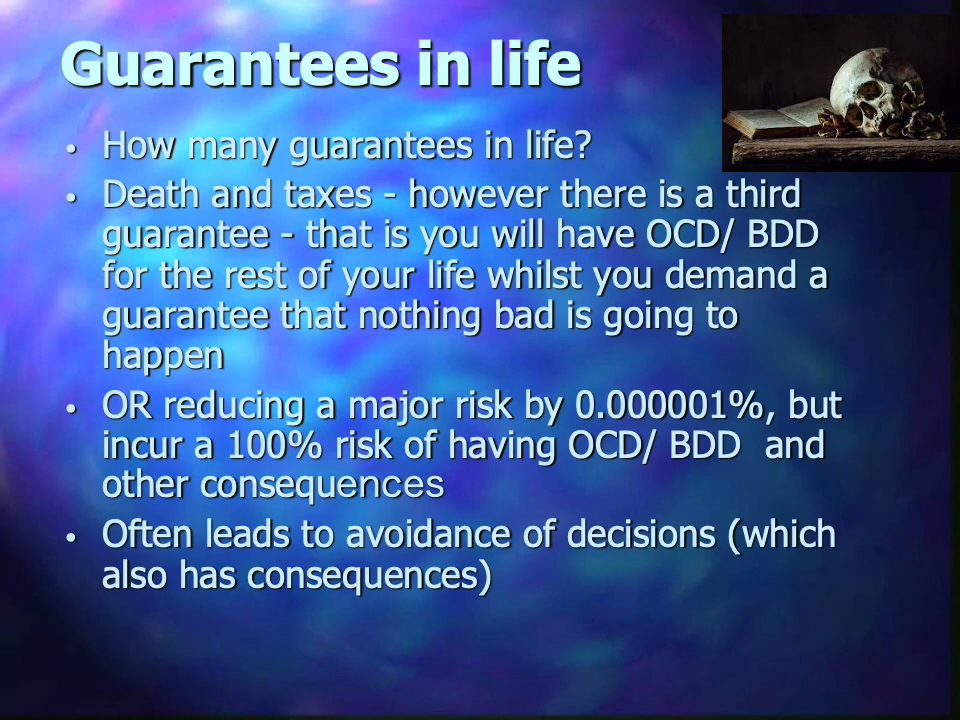 Guarantees in life
• How many guarantees in life?
• Death and taxes - however there is a third
guarantee - that is you will have OCD/ BDD
for the rest of your life whilst you demand a
guarantee that nothing bad is going to
happen
• OR reducing a major risk by 0.000001%, but
incur a 100% risk of having OCD/ BDD  and
other consequences
• Often leads to avoidance of decisions (which
also has consequences)